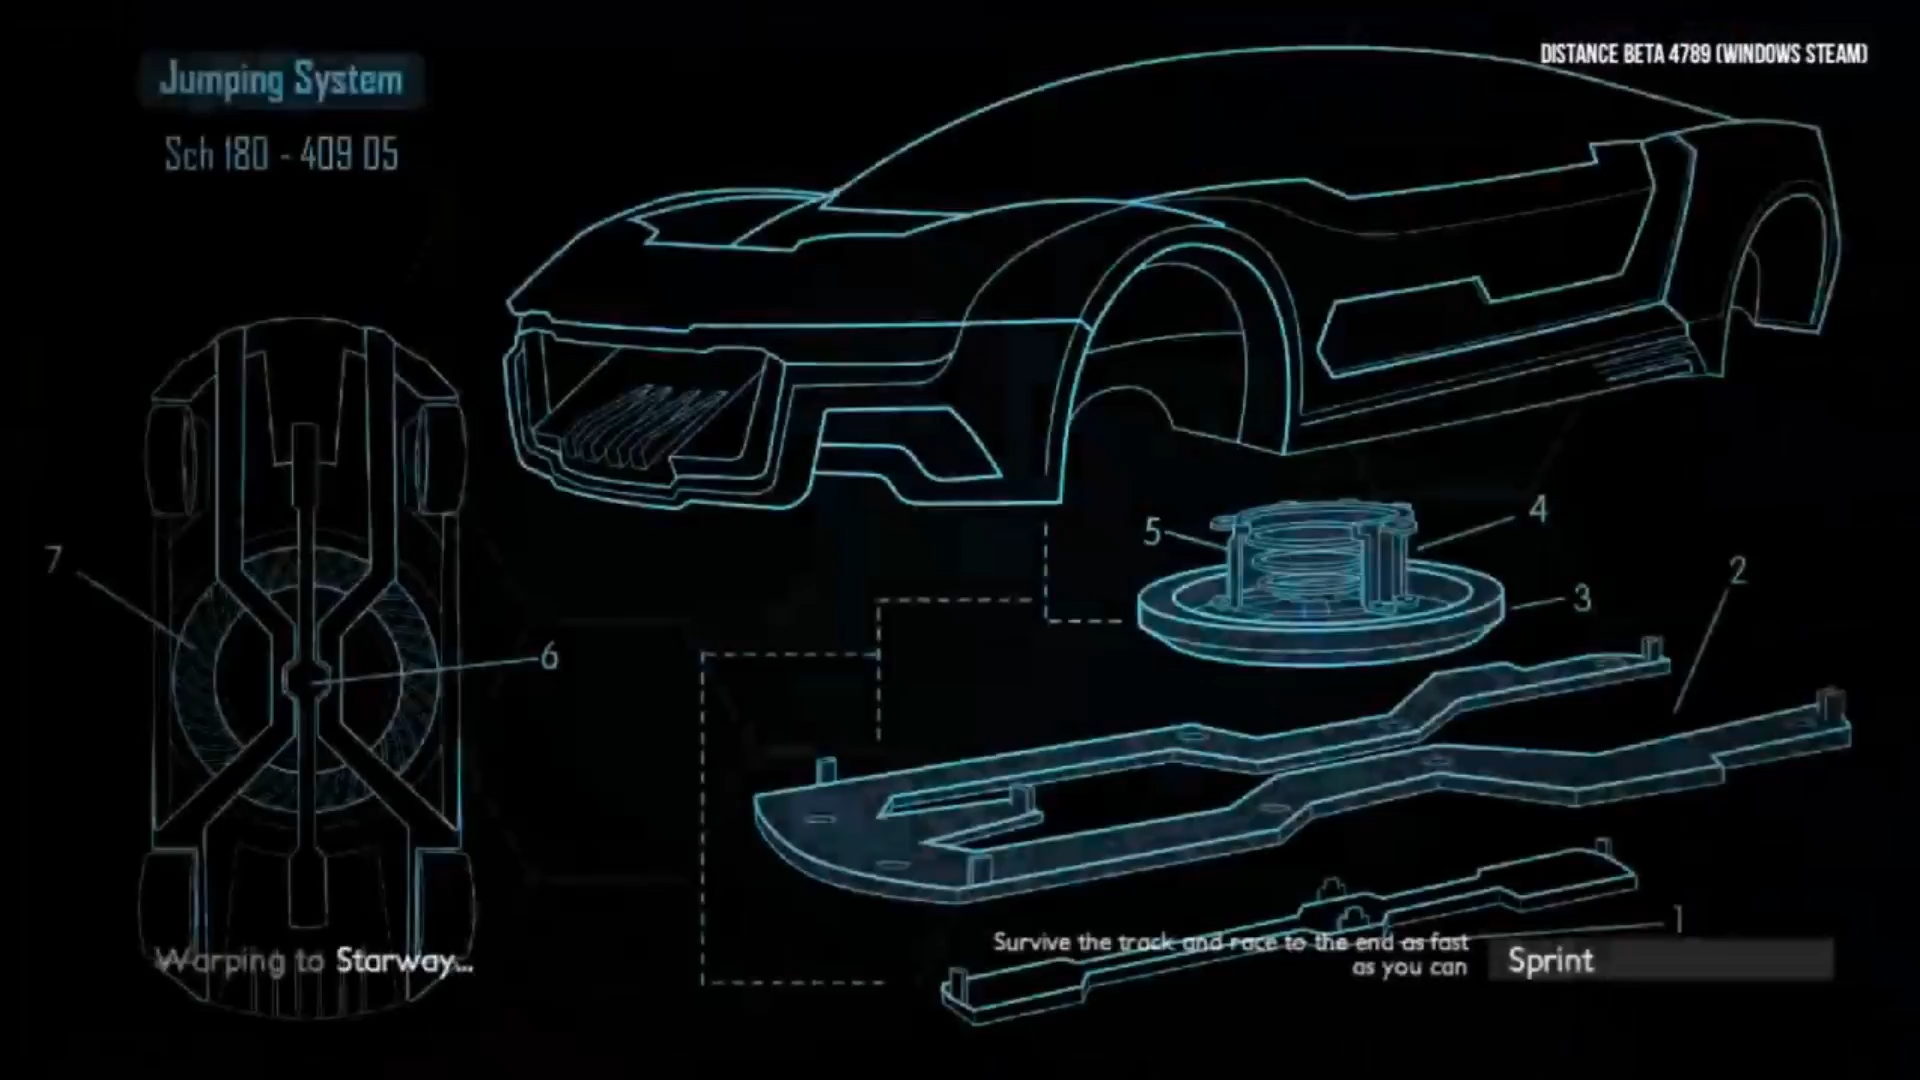 Jumping System
DISTANCE BETA 4789 (WINDOWS STEAM)
Sch 180 - 409 05
5
4
7
2
3
6
1
Survive the track and race to the end as fast
as you can
Sprint
Warping to Starway...